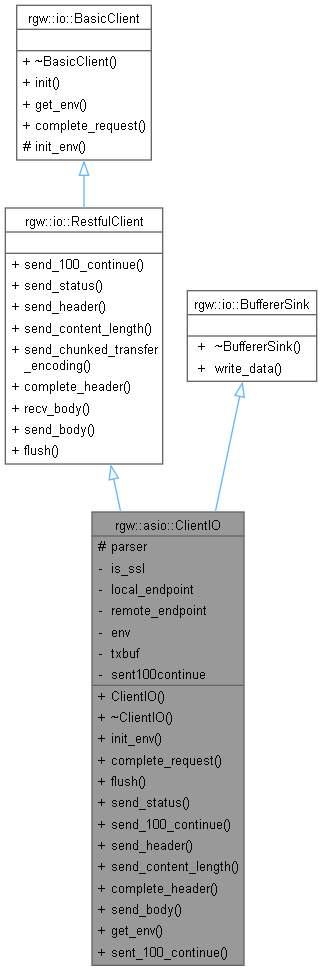 rgw::io::BasicClient
+ ~BasicClient()
+ init()
+ get_env()
+ complete_request()
# init_env()
rgw::io::RestfulClient
+ send_100_continue()
+ send_status()
+ send_header()
+ send_content_length()
+ send_chunked_transfer
_encoding()
+ complete_header()
+ recv_body()
+ send_body()
+ flush()
rgw::io::BuffererSink
+ ~BuffererSink()
+ write_data()
rgw::asio::ClientIO
# parser
- is_ssl
- local_endpoint
- remote_endpoint
- env
- txbuf
- sent100continue
+ ClientIO()
+ ~ClientIO()
+ init_env()
+ complete_request()
+ flush()
+ send_status()
+ send_100_continue()
+ send_header()
+ send_content_length()
+ complete_header()
+ send_body()
+ get_env()
+ sent_100_continue()